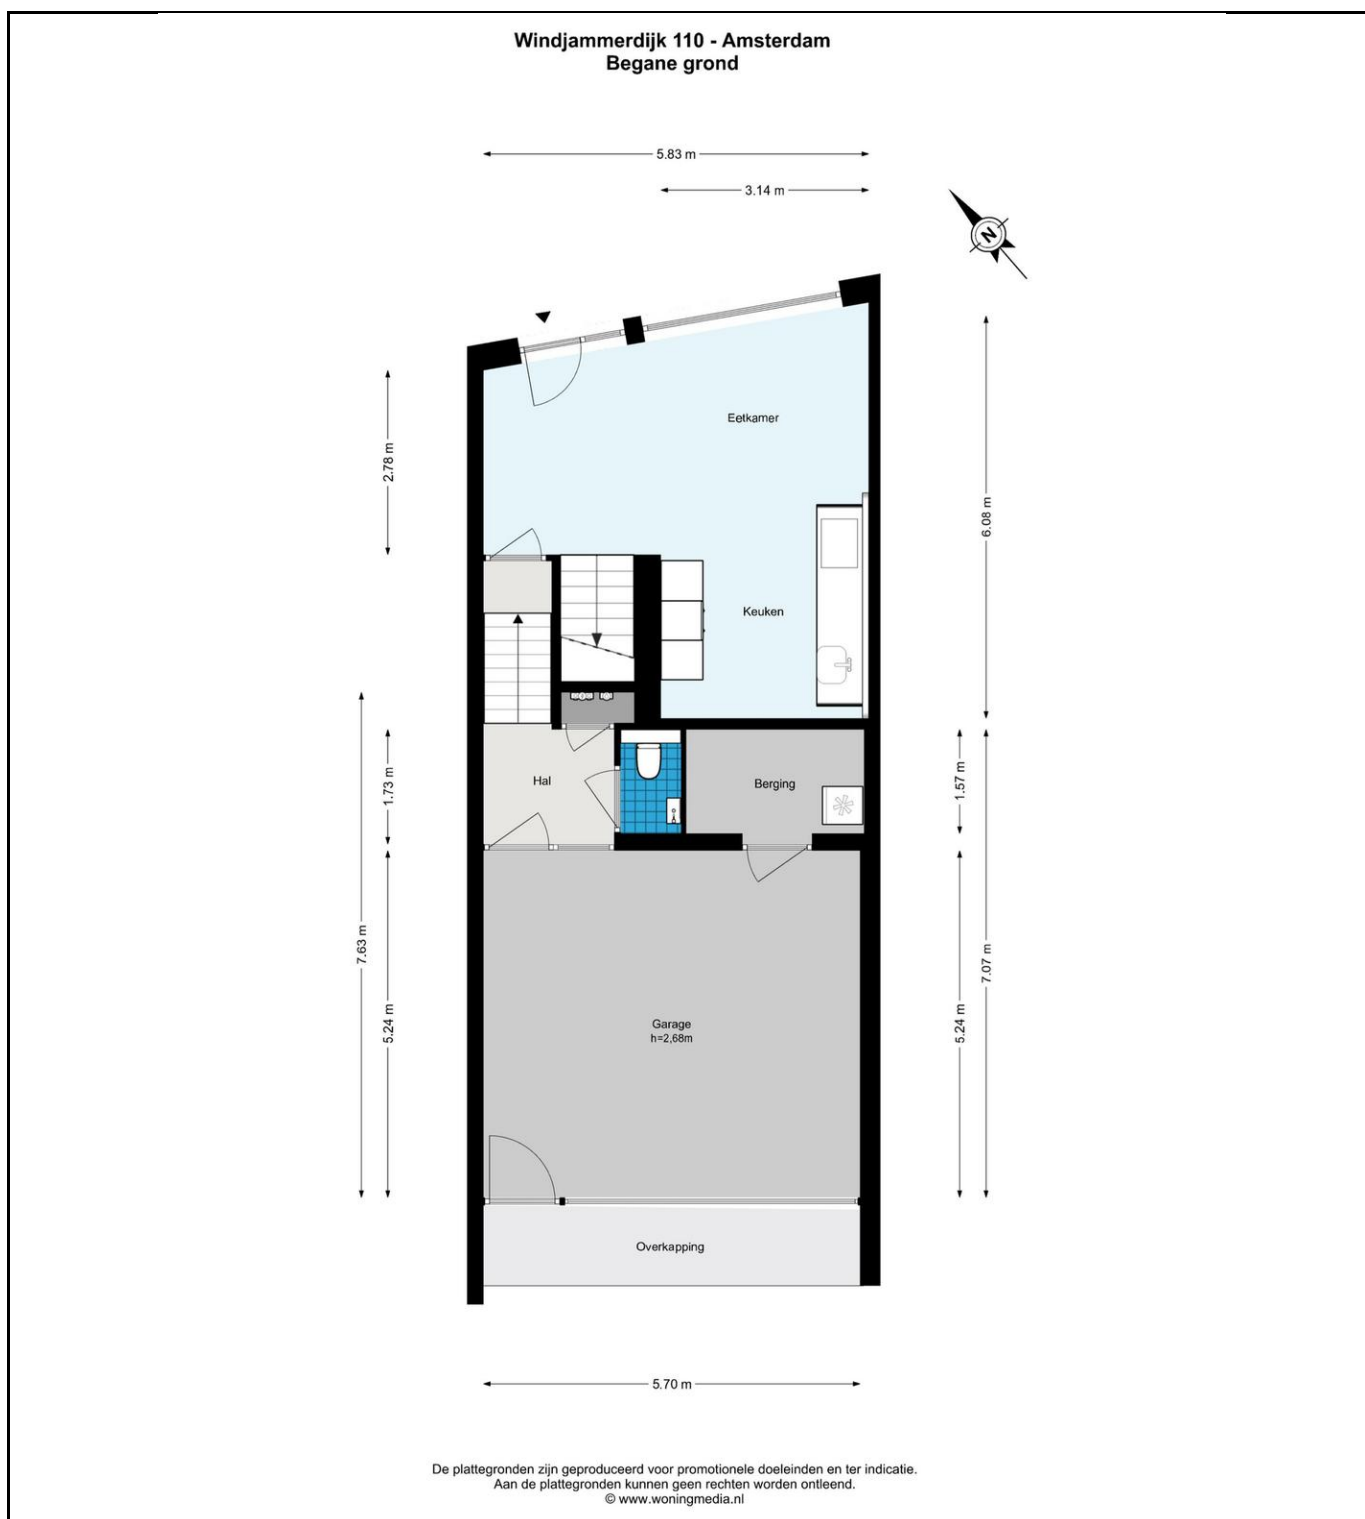 Windjammerdijk 110 - Amsterdam
Begane grond
5.83 m
3.14 m
N
Eetkamer
2.78 m
6.08 m
Keuken
Hal
Berging
1.73 m
1.57 m
7.63 m
7.07 m
5.24 m
5.24 m
Garage
h=2,68m
Overkapping
5.70 m
De plattegronden zijn geproduceerd voor promotionele doeleinden en ter indicatie.
Aan de plattegronden kunnen geen rechten worden ontleend.
© www.woningmedia.nl